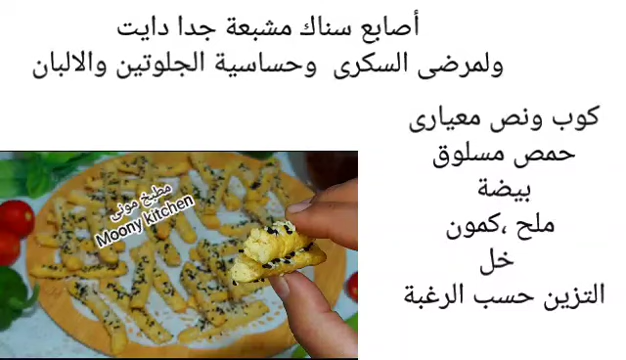 أصابع سناك مشبعة جدا دايت
ولمرضى السكرى وحساسية الجلوتين والالبان
كوب ونص معيارى
حمص مسلوق
بيضة
ملح ،كمون
خل
التزين حسب الرغبة
مطبخ مونى
Moony kitchen